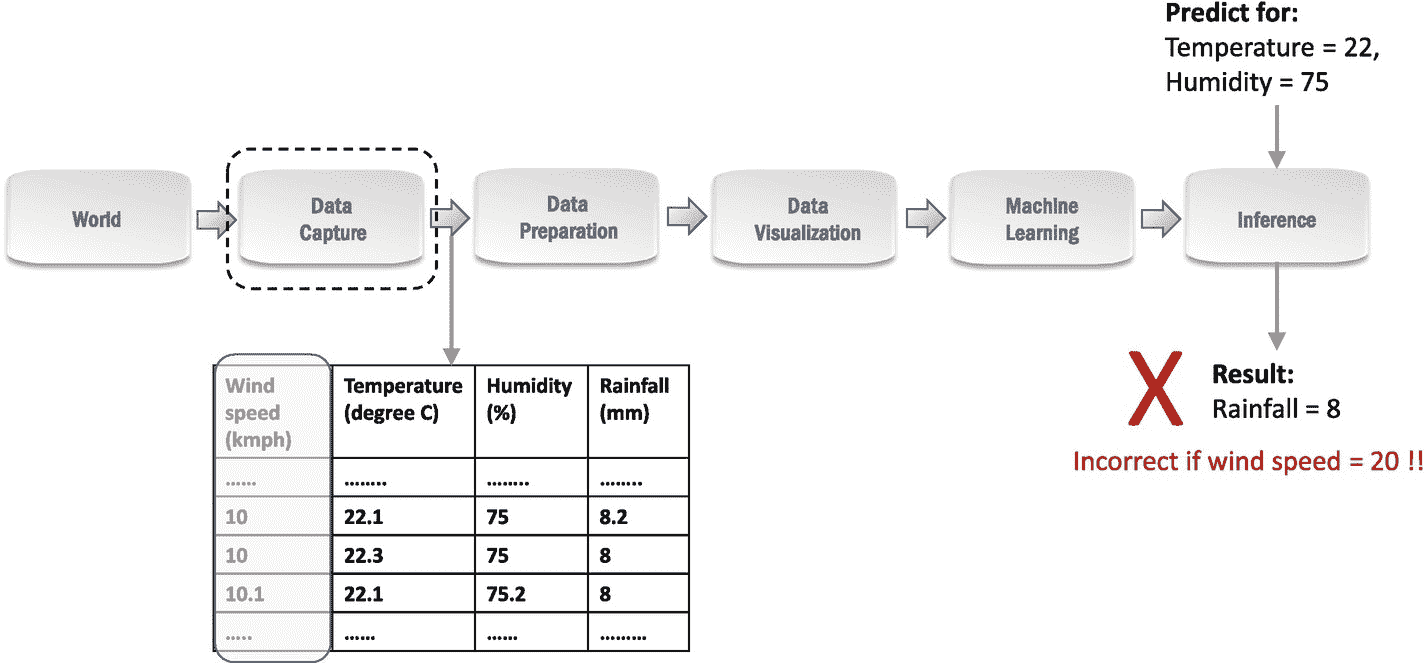 Predict for:
Temperature = 22,
Humidity = 75
World
Data
Capture
Data
Preparation
Data
Visualization
Machine
Learning
Inference
Wind
speed
(kmph)
Temperature
(degree C)
Humidity
(%)
Rainfall
(mm)
...... ........ ........ ........
10 22.1 75 8.2
10 22.3 75 8
10.1 22.1 75.2 8
..... ...... ...... .........
X
Result:
Rainfall = 8
Incorrect if wind speed = 20 !!